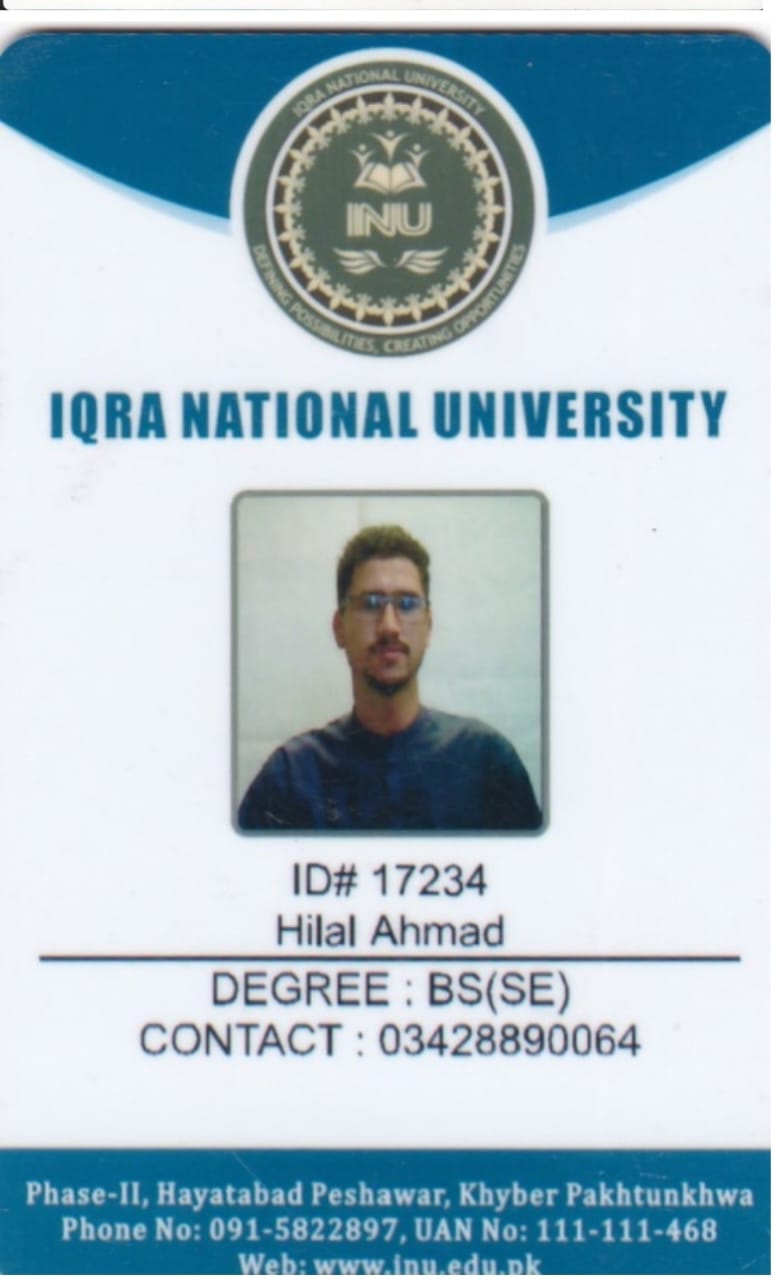 IQRA NATIONAL UNIVERSITY
INU
DEFINING POSSIBILITIES, CREATING OPPORTUNITIES
IQRA NATIONAL UNIVERSITY
ID# 17234
Hilal Ahmad
DEGREE : BS(SE)
CONTACT : 03428890064
Phase-II, Hayatabad Peshawar, Khyber Pakhtunkhwa
Phone No: 091-5822897, UAN No: 111-111-468
Web: www.inu.edu.pk